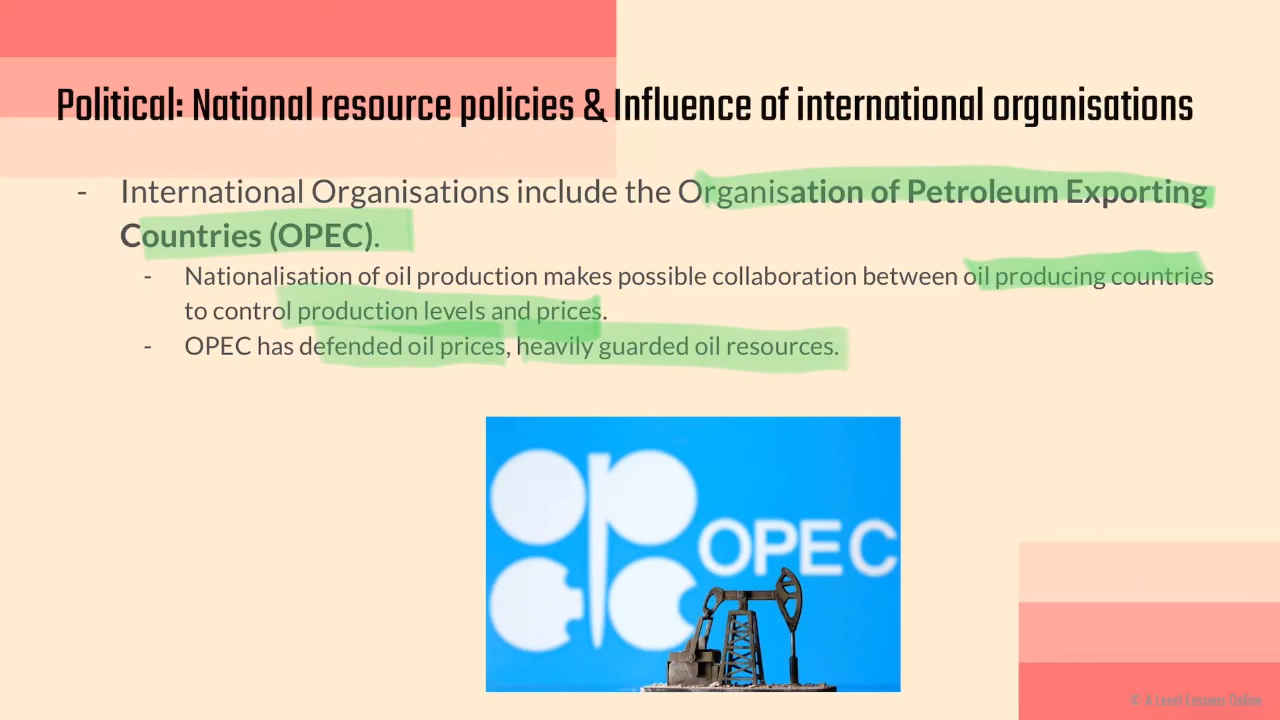 Political: National resource policies & Influence of international organisations
- International Organisations include the Organisation of Petroleum Exporting
Countries (OPEC).
- Nationalisation of oil production makes possible collaboration between oil producing countries
to control production levels and prices.
- OPEC has defended oil prices, heavily guarded oil resources.
OPEC
© A Level Lessons Online